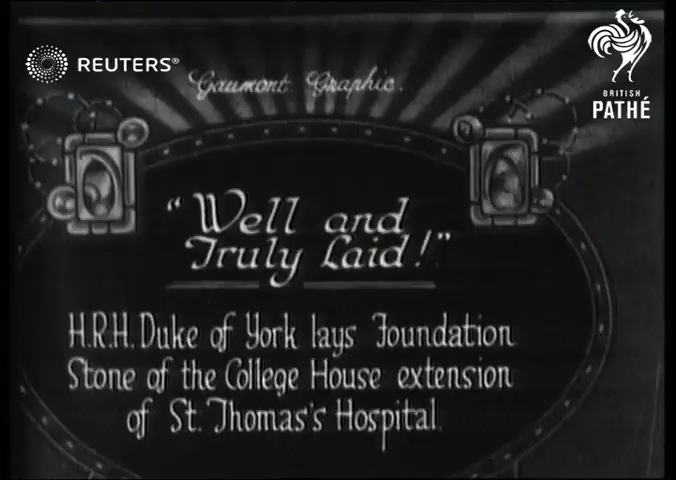 REUTERS®
Gaumont Graphic.
BRITISH
PATHÉ
"Well and
Truly Laid!"
H.R.H. Duke of York lays Foundation
Stone of the College House extension
of St. Thomas's Hospital.